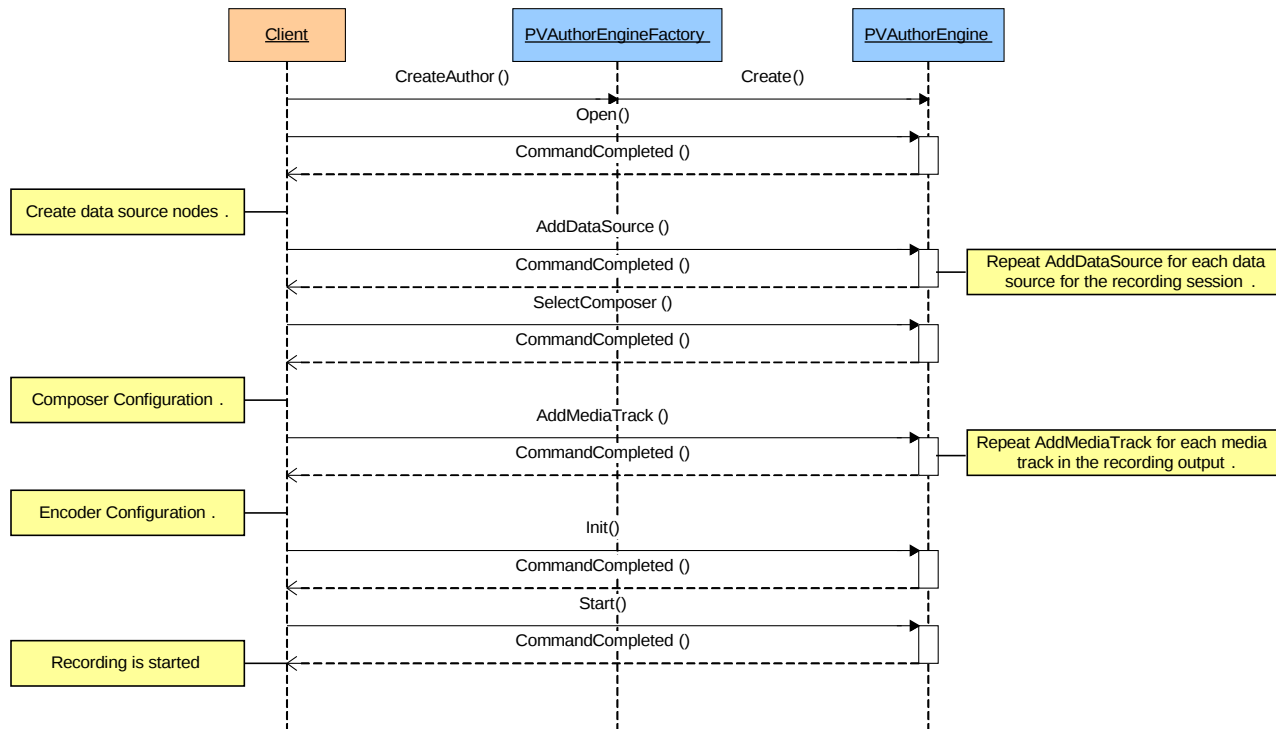 Client
PVAuthorEngineFactory
PVAuthorEngine
CreateAuthor ()
Create()
Open()
CommandCompleted ()
Create data source nodes .
AddDataSource ()
CommandCompleted ()
Repeat AddDataSource for each data
source for the recording session .
SelectComposer ()
CommandCompleted ()
Composer Configuration .
AddMediaTrack ()
CommandCompleted ()
Repeat AddMediaTrack for each media
track in the recording output .
Encoder Configuration .
Init()
CommandCompleted ()
Start()
CommandCompleted ()
Recording is started